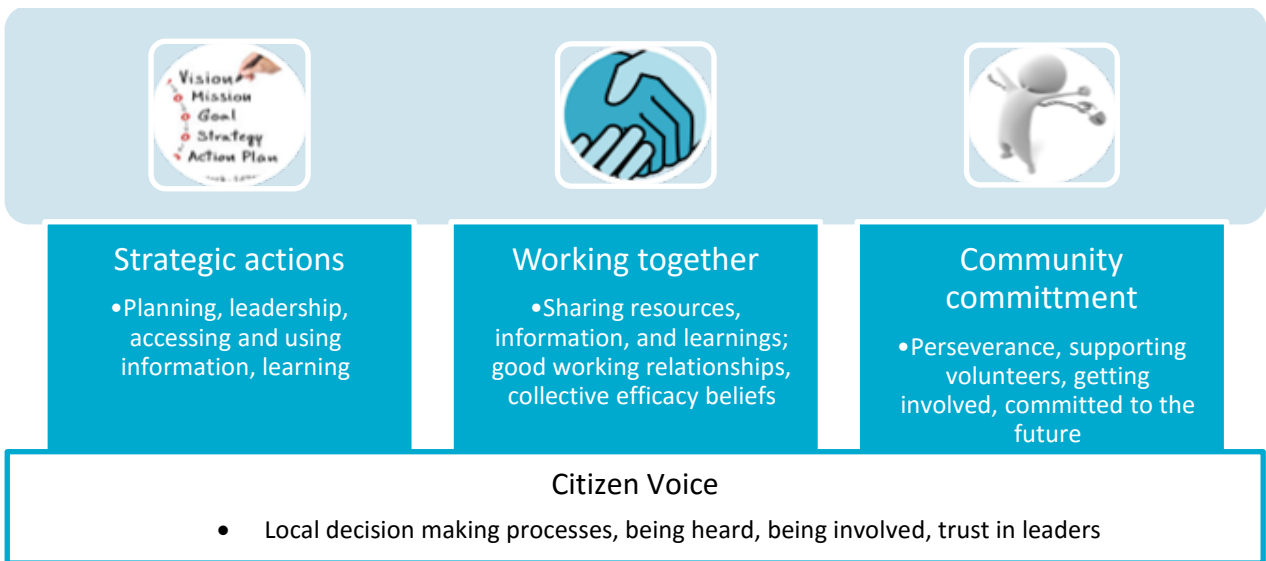 Vision
Mission
Goal
Strategy
Action Plan
Strategic actions
•Planning, leadership,
accessing and using
information, learning
Working together
•Sharing resources,
information, and learnings;
good working relationships,
collective efficacy beliefs
Community
committment
•Perseverance, supporting
volunteers, getting
involved, committed to the
future
Citizen Voice
• Local decision making processes, being heard, being involved, trust in leaders